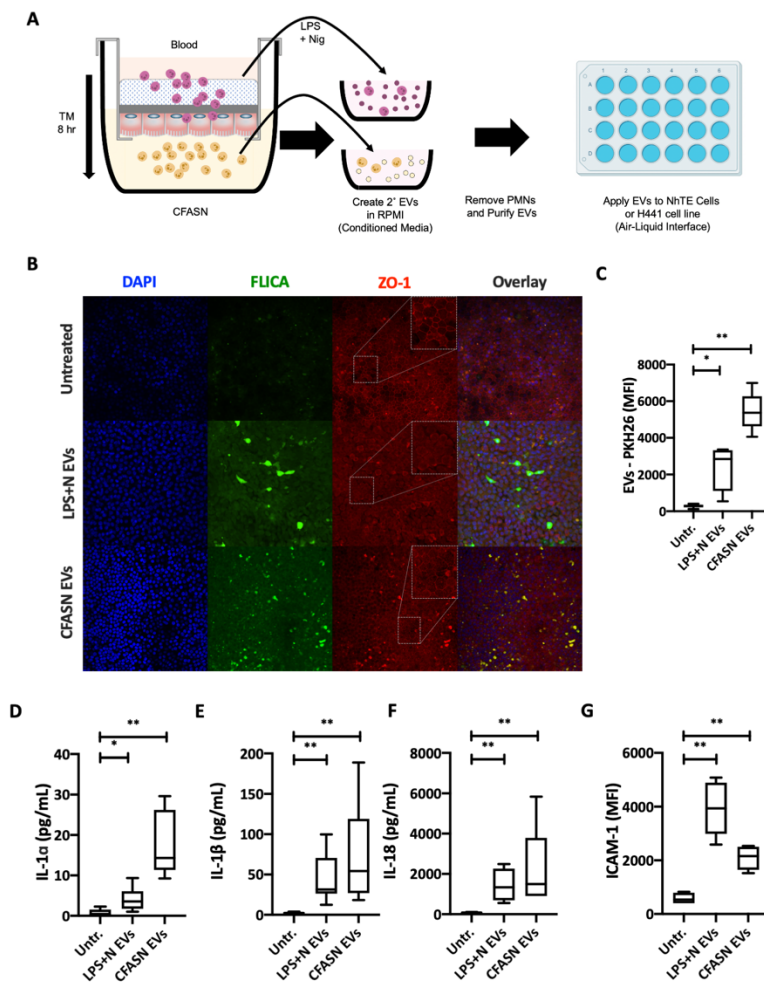 A
Blood
LPS
+ Nig
TM
8 hr
CFASN
Create 2˚ EVs
in RPMI
(Conditioned Media)
Remove PMNs
and Purify EVs
1 2 3 4 5 6
A
B
C
D
Apply EVs to NhTE Cells
or H441 cell line
(Air-Liquid Interface)
B
DAPI FLICA ZO-1 Overlay
Untreated
LPS+N EVs
CFASN EVs
C
EVs - PKH26 (MFI)
8000
6000
4000
2000
0
*
**
Untr. LPS+N EVs CFASN EVs
D
IL-1α (pg/mL)
40
30
20
10
0
*
**
Untr. LPS+N EVs CFASN EVs
E
IL-1β (pg/mL)
200
150
100
50
0
**
**
Untr. LPS+N EVs CFASN EVs
F
IL-18 (pg/mL)
8000
6000
4000
2000
0
**
**
Untr. LPS+N EVs CFASN EVs
G
ICAM-1 (MFI)
6000
4000
2000
0
**
**
Untr. LPS+N EVs CFASN EVs